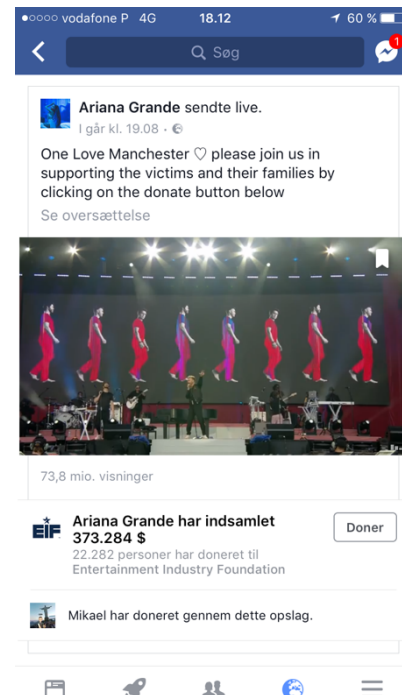 vodafone P 4G 18.12 60 %
Søg
1
Ariana Grande sendte live.
I går kl. 19.08 ·
One Love Manchester ♡ please join us in
supporting the victims and their families by
clicking on the donate button below
Se oversættelse
73,8 mio. visninger
EIF
Ariana Grande har indsamlet
373.284 $
Doner
22.282 personer har doneret til
Entertainment Industry Foundation
Mikael har doneret gennem dette opslag.